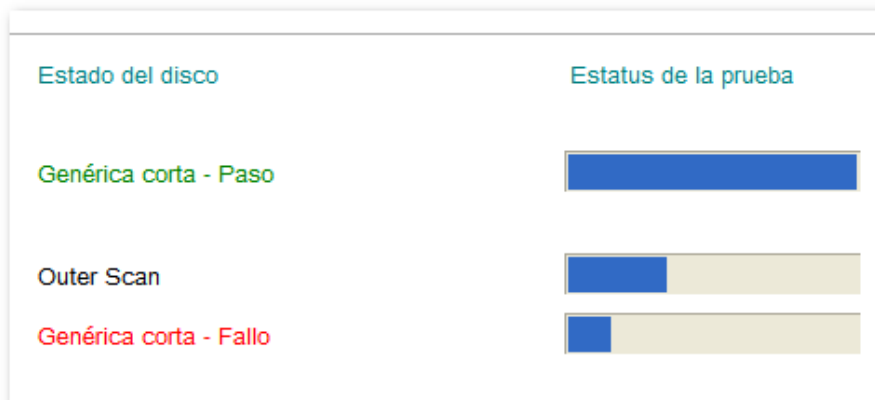 Estado del disco Estatus de la prueba
Genérica corta - Paso
Outer Scan
Genérica corta - Fallo